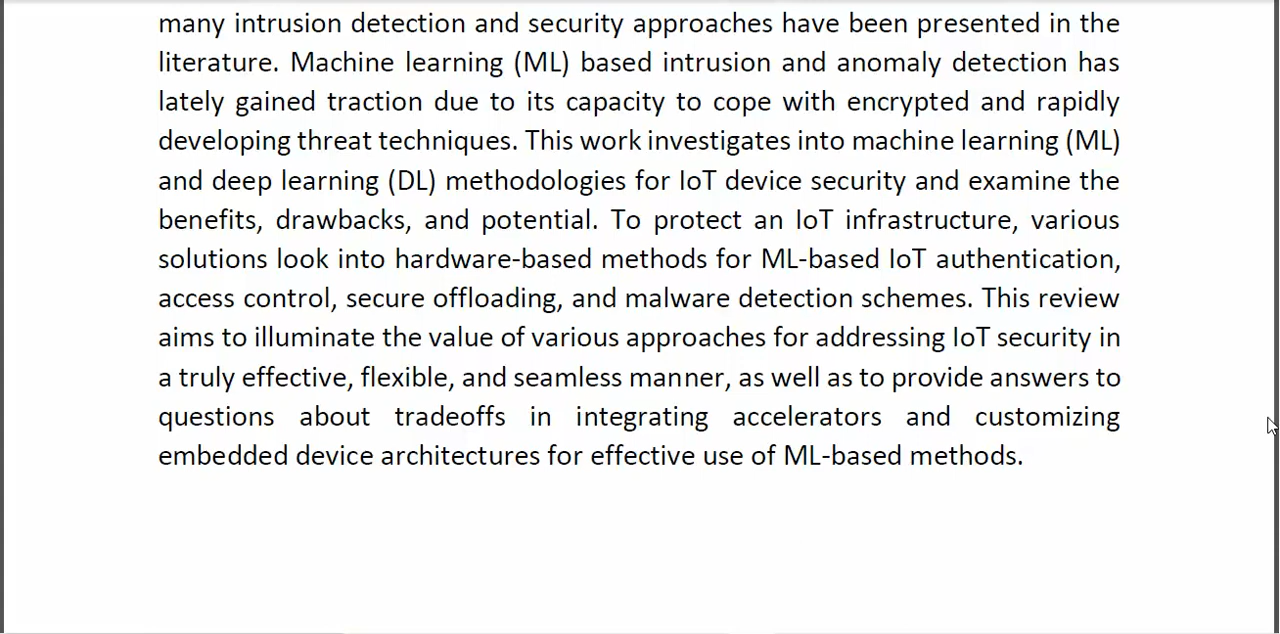 many intrusion detection and security approaches have been presented in the
literature. Machine learning (ML) based intrusion and anomaly detection has
lately gained traction due to its capacity to cope with encrypted and rapidly
developing threat techniques. This work investigates into machine learning (ML)
and deep learning (DL) methodologies for IoT device security and examine the
benefits, drawbacks, and potential. To protect an IoT infrastructure, various
solutions look into hardware-based methods for ML-based IoT authentication,
access control, secure offloading, and malware detection schemes. This review
aims to illuminate the value of various approaches for addressing IoT security in
a truly effective, flexible, and seamless manner, as well as to provide answers to
questions about tradeoffs in integrating accelerators and customizing
embedded device architectures for effective use of ML-based methods.